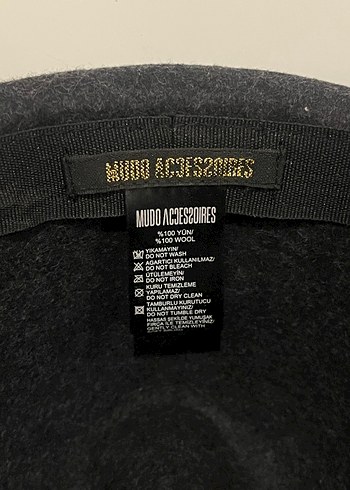 MUDO ACCESSOIRES
MUDO ACCESSOIRES
%100 YÜN/
%100 WOOL
YIKAMAYIN/
DO NOT WASH
AĞARTICI KULLANILMAZ/
DO NOT BLEACH
ÜTÜLEMEYİN/
DO NOT IRON
KURU TEMİZLEME
YAPILAMAZ/
DO NOT DRY CLEAN
TAMBURLU KURUTUCU
KULLANMAYINIZ/
DO NOT TUMBLE DRY
HASSAS ŞEKİLDE YUMUŞAK
FIRÇA İLE TEMİZLEYİNİZ/
GENTLY CLEAN WITH